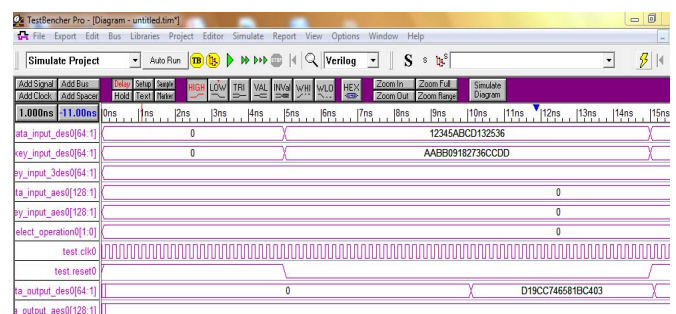 TestBencher Pro - [Diagram - untitled.tim*]
File Export Edit Bus Libraries Project Editor Simulate Report View Options Window Help
Simulate Project Auto Run TB Verilog S s S
Add Signal Add Bus Delay Setup Sample HIGH LOW TRI VAL INVal WHI WLO HEX Zoom In Zoom Full Simulate
Add Clock Add Spacer Hold Text Marker Zoom Out Zoom Range Diagram
1.000ns -11.00ns 0ns 1ns 2ns 3ns 4ns 5ns 6ns 7ns 8ns 9ns 10ns 11ns 12ns 13ns 14ns 15ns
ata_input_des0[64:1] 0 12345ABCD132536
key_input_des0[64:1] 0 AABB09182736CCDD
ey_input_3des0[64:1]
ta_input_aes0[128:1] 0
ey_input_aes0[128:1] 0
elect_operation0[1:0] 0
test.clk0
test.reset0
ta_output_des0[64:1] 0 D19CC746581BC403
a_output_aes0[128:1]